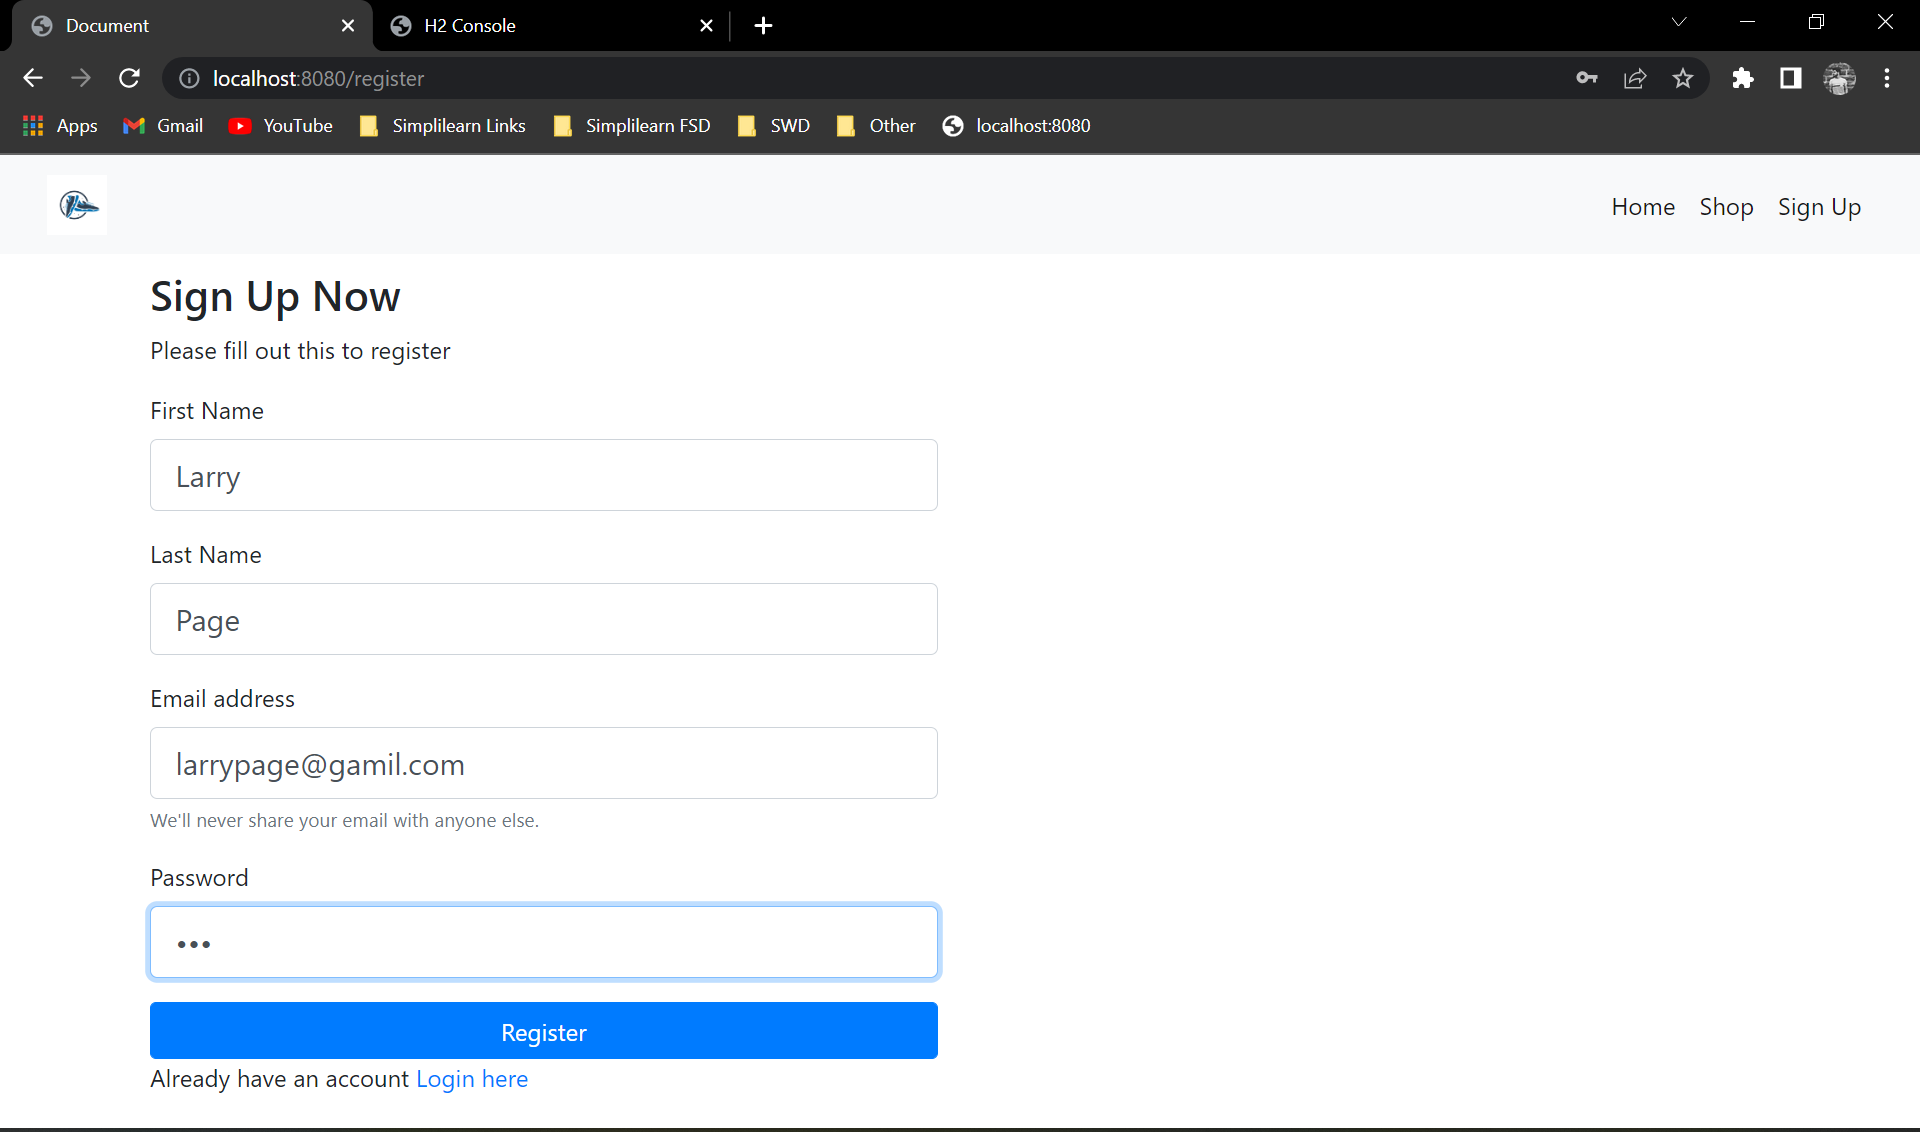 Document
H2 Console
localhost:8080/register
Apps
Gmail
YouTube
Simplilearn Links
Simplilearn FSD
SWD
Other
localhost:8080
Home
Shop
Sign Up
Sign Up Now
Please fill out this to register
First Name
Larry
Last Name
Page
Email address
larrypage@gamil.com
We'll never share your email with anyone else.
Password
•••
Register
Already have an account Login here